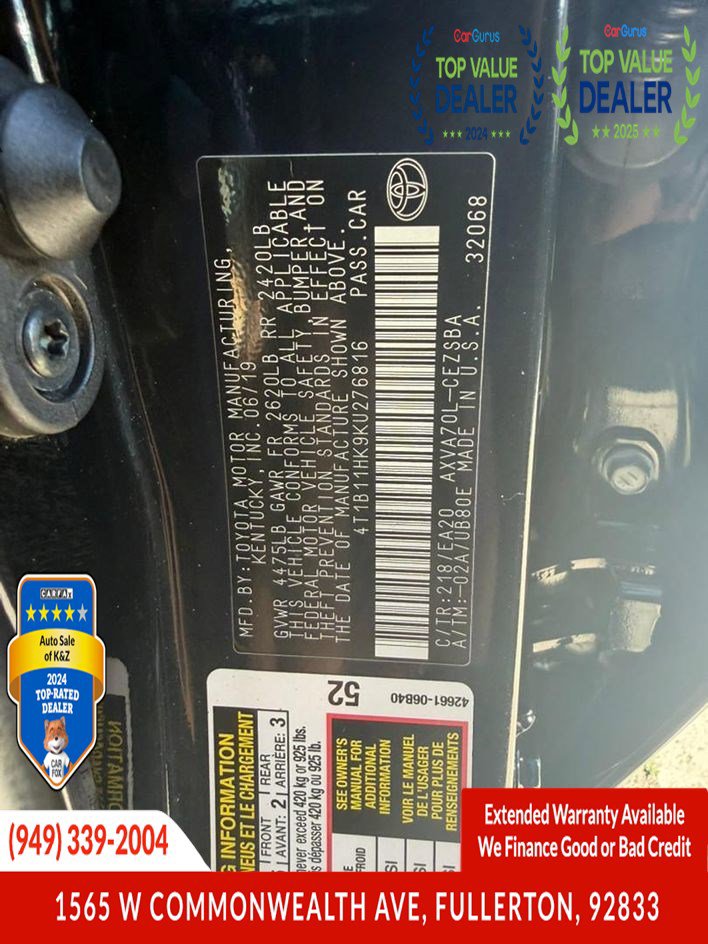 CarGurus
TOP VALUE
DEALER
2024
CarGurus
TOP VALUE
DEALER
2025
MFD. BY: TOYOTA MOTOR MANUFACTURING,
KENTUCKY, INC. 06/19
GVWR 4475LB GAWR FR 2620LB RR 2420LB
THIS VEHICLE CONFORMS TO ALL APPLICABLE
FEDERAL MOTOR VEHICLE SAFETY, BUMPER, AND
THEFT PREVENTION STANDARDS IN EFFECT ON
THE DATE OF MANUFACTURE SHOWN ABOVE.
4T1B11HK9KU276816 PASS. CAR
C/TR: 218/EA20 AXVA70L-CEZSBA
A/TM: -02A/0B80E MADE IN U.S.A. 32068
G INFORMATION
NEUS ET LE CHARGEMENT
FRONT 2 REAR 3
AVANT: ARRIÈRE:
never exceed 420 kg or 925 lbs.
s dépasser 420 kg ou 925 lb.
SEE OWNER'S
MANUAL FOR
ADDITIONAL
INFORMATION
VOIR LE MANUEL
DE L'USAGER
POUR PLUS DE
RENSEIGNEMENTS
FROID
52
42661-06B40
CARFAX
Auto Sale
of K&Z
2024
TOP-RATED
DEALER
CAR
FOX
(949) 339-2004
Extended Warranty Available
We Finance Good or Bad Credit
1565 W COMMONWEALTH AVE, FULLERTON, 92833